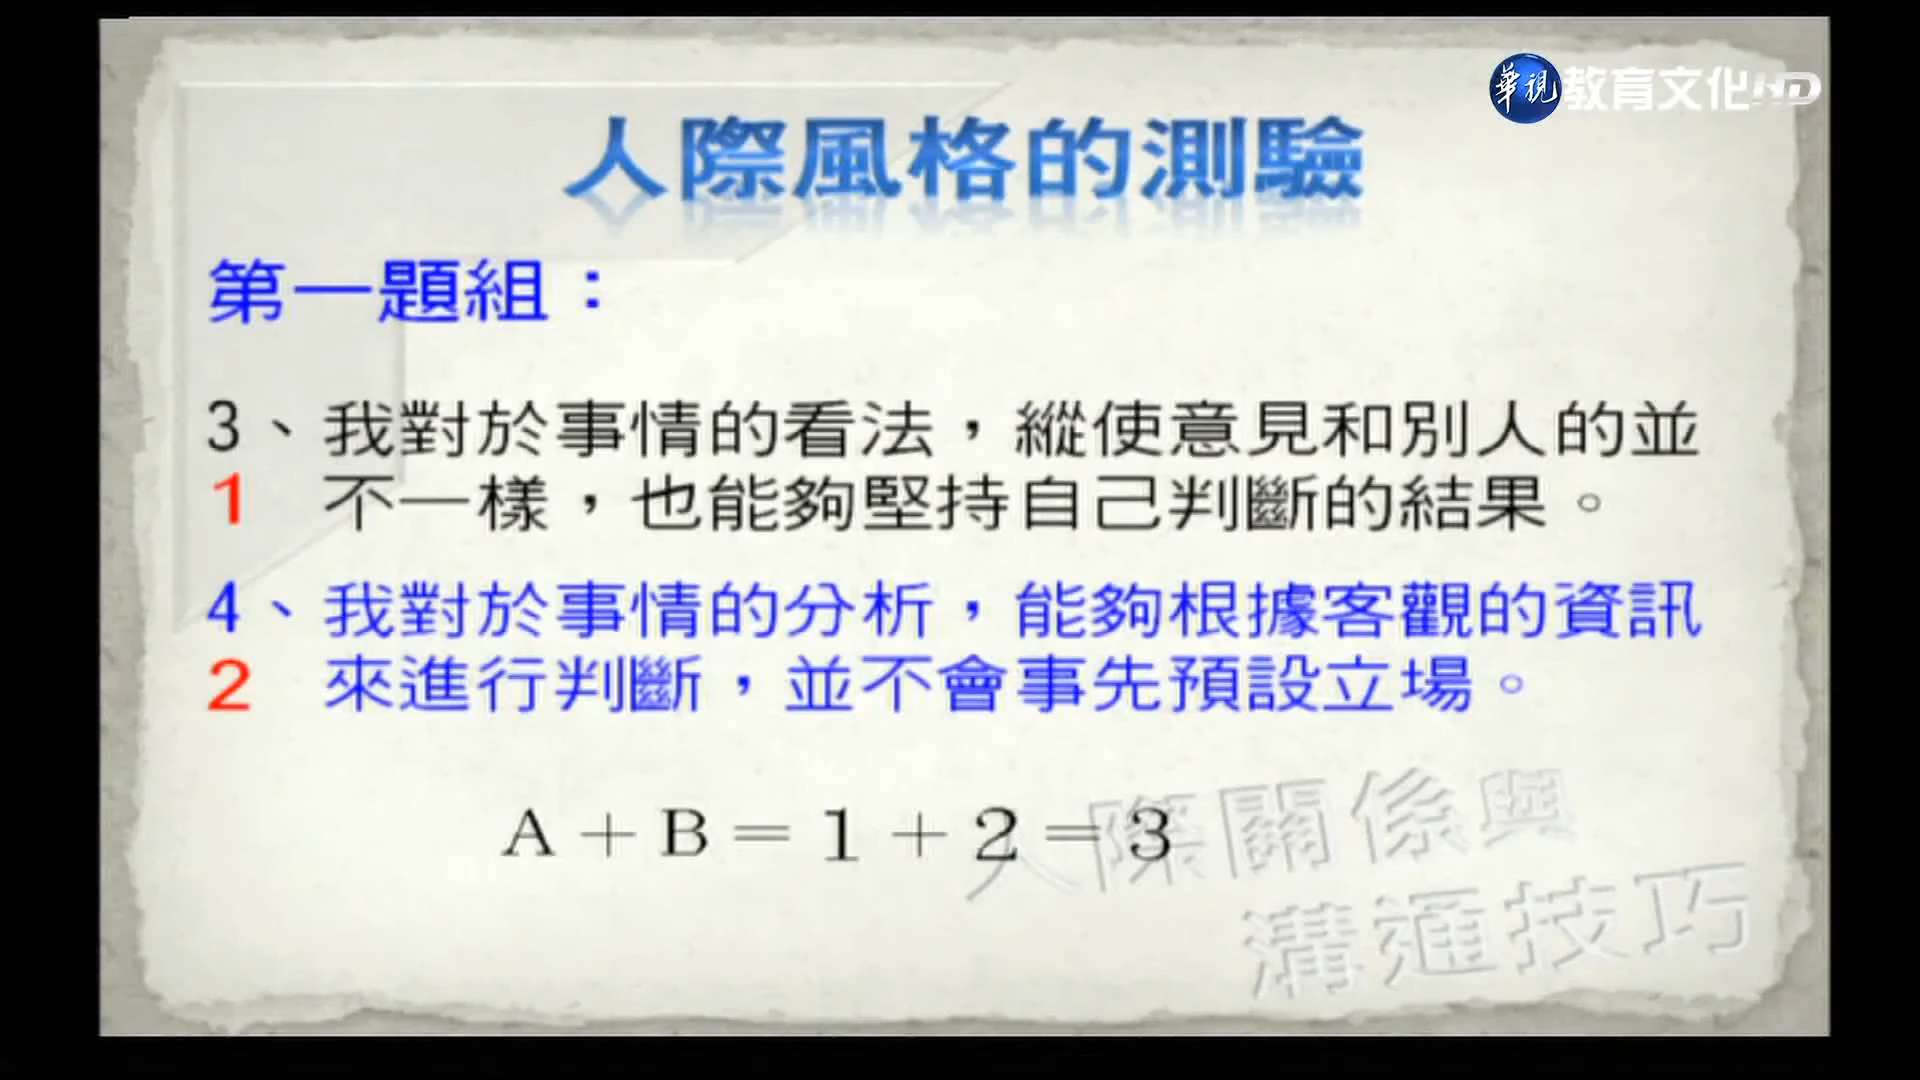 華視 教育文化HD
人際風格的測驗
第一題組：
3、我對於事情的看法，縱使意見和別人的並
1 不一樣，也能夠堅持自己判斷的結果。
4、我對於事情的分析，能夠根據客觀的資訊
2 來進行判斷，並不會事先預設立場。
A＋B＝1＋2＝3
人際關係與
溝通技巧